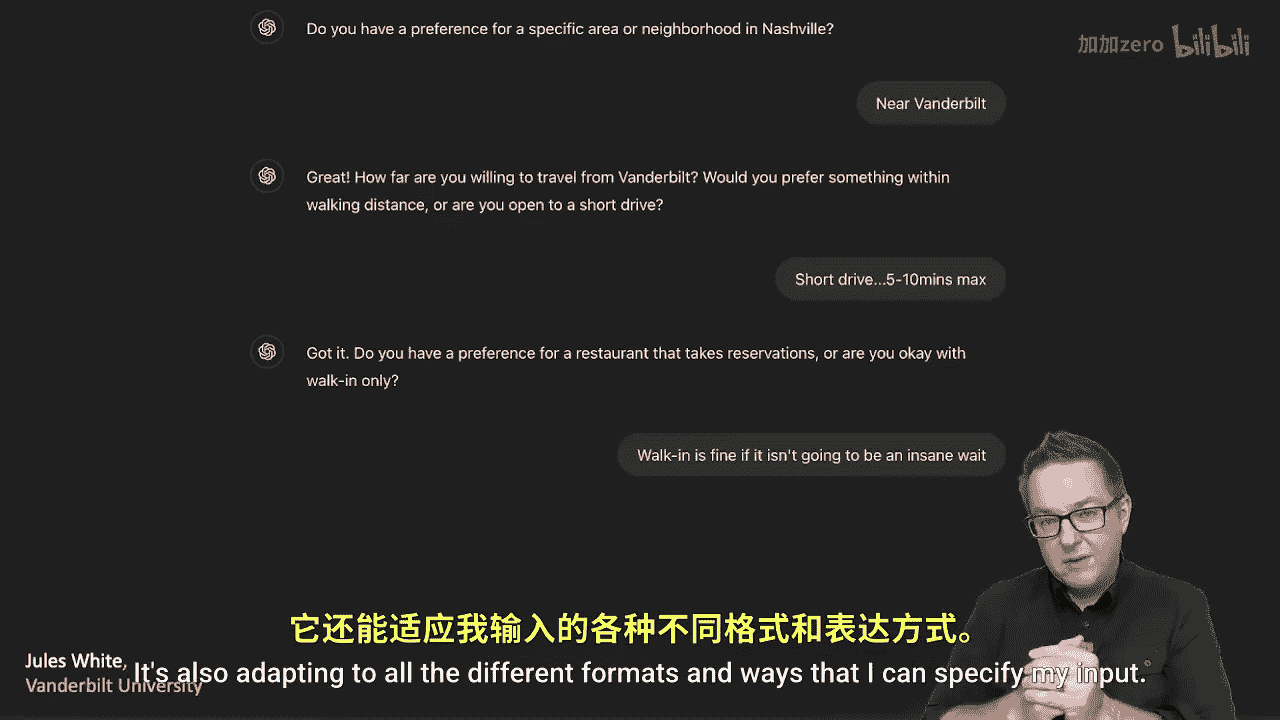 Do you have a preference for a specific area or neighborhood in Nashville?
加加zero bilibili
Near Vanderbilt
Great! How far are you willing to travel from Vanderbilt? Would you prefer something within
walking distance, or are you open to a short drive?
Short drive...5-10mins max
Got it. Do you have a preference for a restaurant that takes reservations, or are you okay with
walk-in only?
Walk-in is fine if it isn't going to be an insane wait
它还能适应我输入的各种不同格式和表达方式。
Jules White,
It's also adapting to all the different formats and ways that I can specify my input.
Vanderbilt University